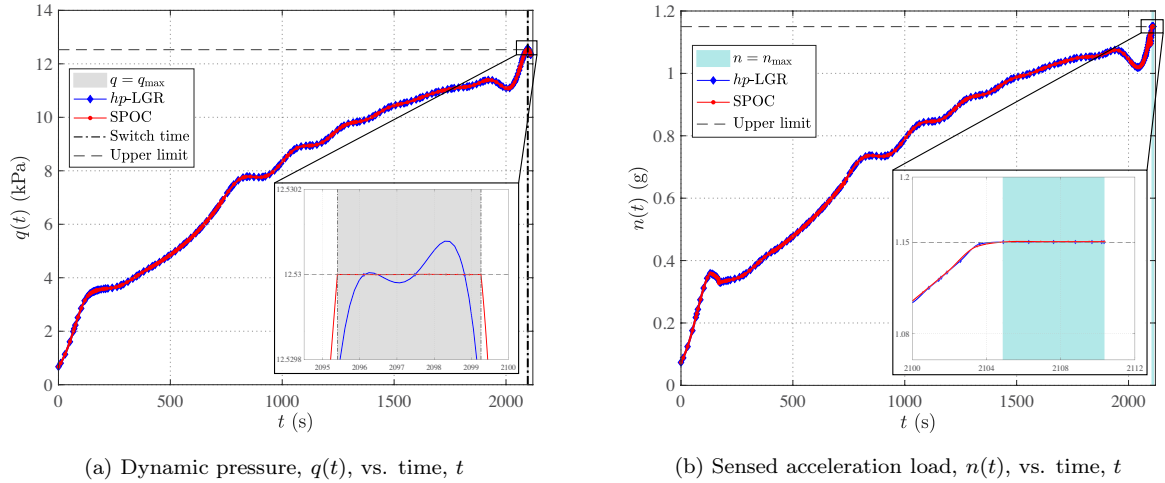 14
12
10
8
6
4
2
0
q(t) (kPa)
q = q_max
hp-LGR
SPOC
Switch time
Upper limit
12.5302
12.53
12.5298
2095
2096
2097
2098
2099
2100
0
500
1000
1500
2000
t (s)
(a) Dynamic pressure, q(t), vs. time, t
1.2
1
0.8
0.6
0.4
0.2
0
n(t) (g)
n = n_max
hp-LGR
SPOC
Upper limit
1.2
1.15
1.08
2100
2104
2108
2112
0
500
1000
1500
2000
t (s)
(b) Sensed acceleration load, n(t), vs. time, t